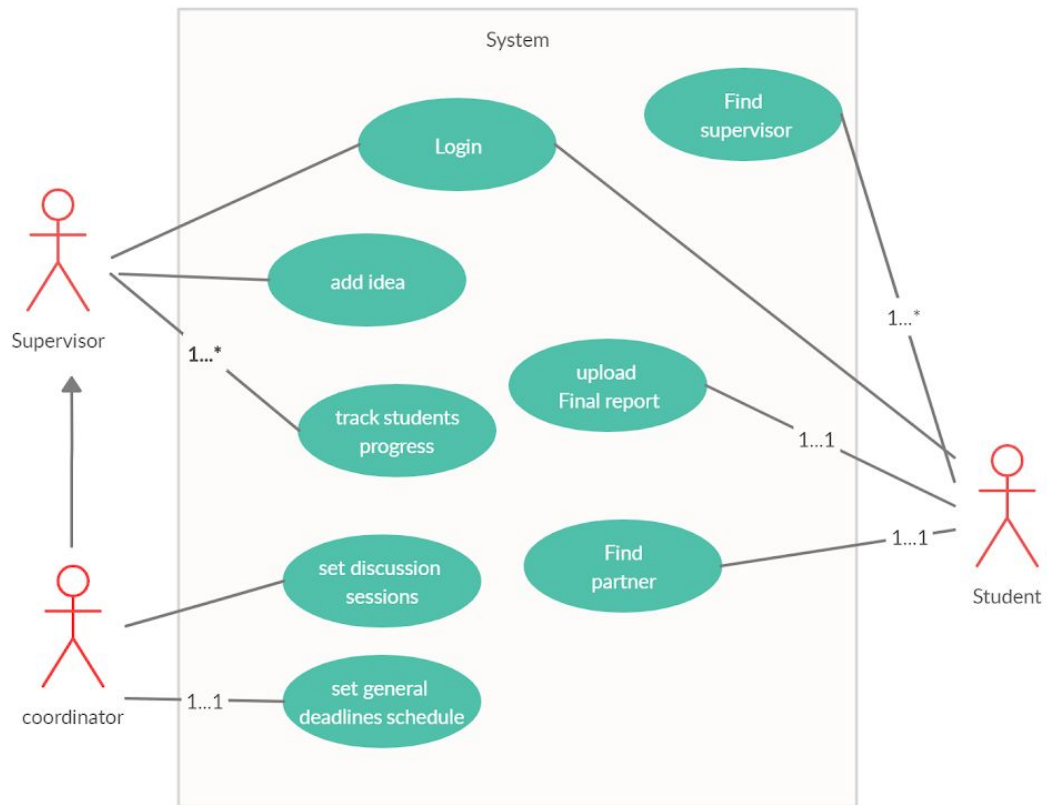 System
Find
supervisor
Login
add idea
Supervisor
1...*
1...*
upload
Final report
track students
progress
1...1
set discussion
sessions
Find
partner
1...1
Student
coordinator
1...1
set general
deadlines schedule